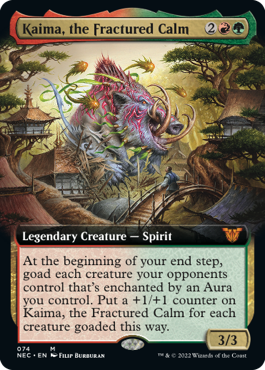 Kaima, the Fractured Calm 2
Legendary Creature — Spirit
At the beginning of your end step,
goad each creature your opponents
control that's enchanted by an Aura
you control. Put a +1/+1 counter on
Kaima, the Fractured Calm for each
creature goaded this way.
3/3
074 M
NEC • EN Filip Burburan
™ & © 2022 Wizards of the Coast